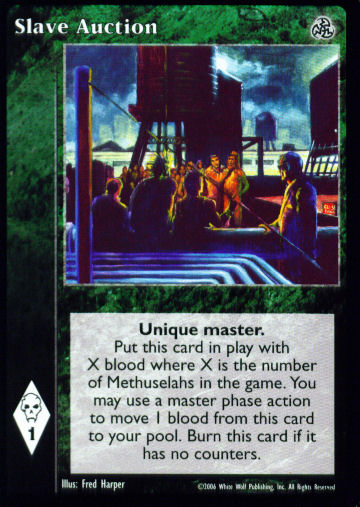 Slave Auction
Unique master.
Put this card in play with
X blood where X is the number
of Methuselahs in the game. You
may use a master phase action
to move 1 blood from this card
to your pool. Burn this card if it
has no counters.
1
Illus: Fred Harper
©2006 White Wolf Publishing, Inc. All Rights Reserved